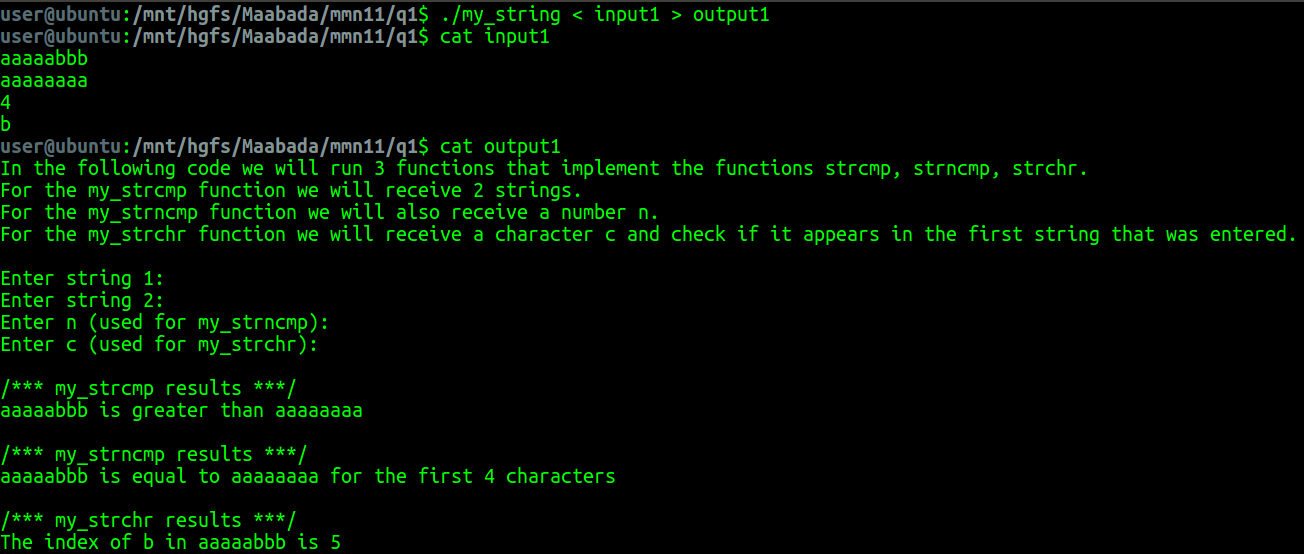 user@ubuntu:/mnt/hgfs/Maabada/mmn11/q1$ ./my_string < input1 > output1
user@ubuntu:/mnt/hgfs/Maabada/mmn11/q1$ cat input1
aaaaabbb
aaaaaaaa
4
b
user@ubuntu:/mnt/hgfs/Maabada/mmn11/q1$ cat output1
In the following code we will run 3 functions that implement the functions strcmp, strncmp, strchr.
For the my_strcmp function we will receive 2 strings.
For the my_strncmp function we will also receive a number n.
For the my_strchr function we will receive a character c and check if it appears in the first string that was entered.
Enter string 1:
Enter string 2:
Enter n (used for my_strncmp):
Enter c (used for my_strchr):
/*** my_strcmp results ***/
aaaaabbb is greater than aaaaaaaa
/*** my_strncmp results ***/
aaaaabbb is equal to aaaaaaaa for the first 4 characters
/*** my_strchr results ***/
The index of b in aaaaabbb is 5